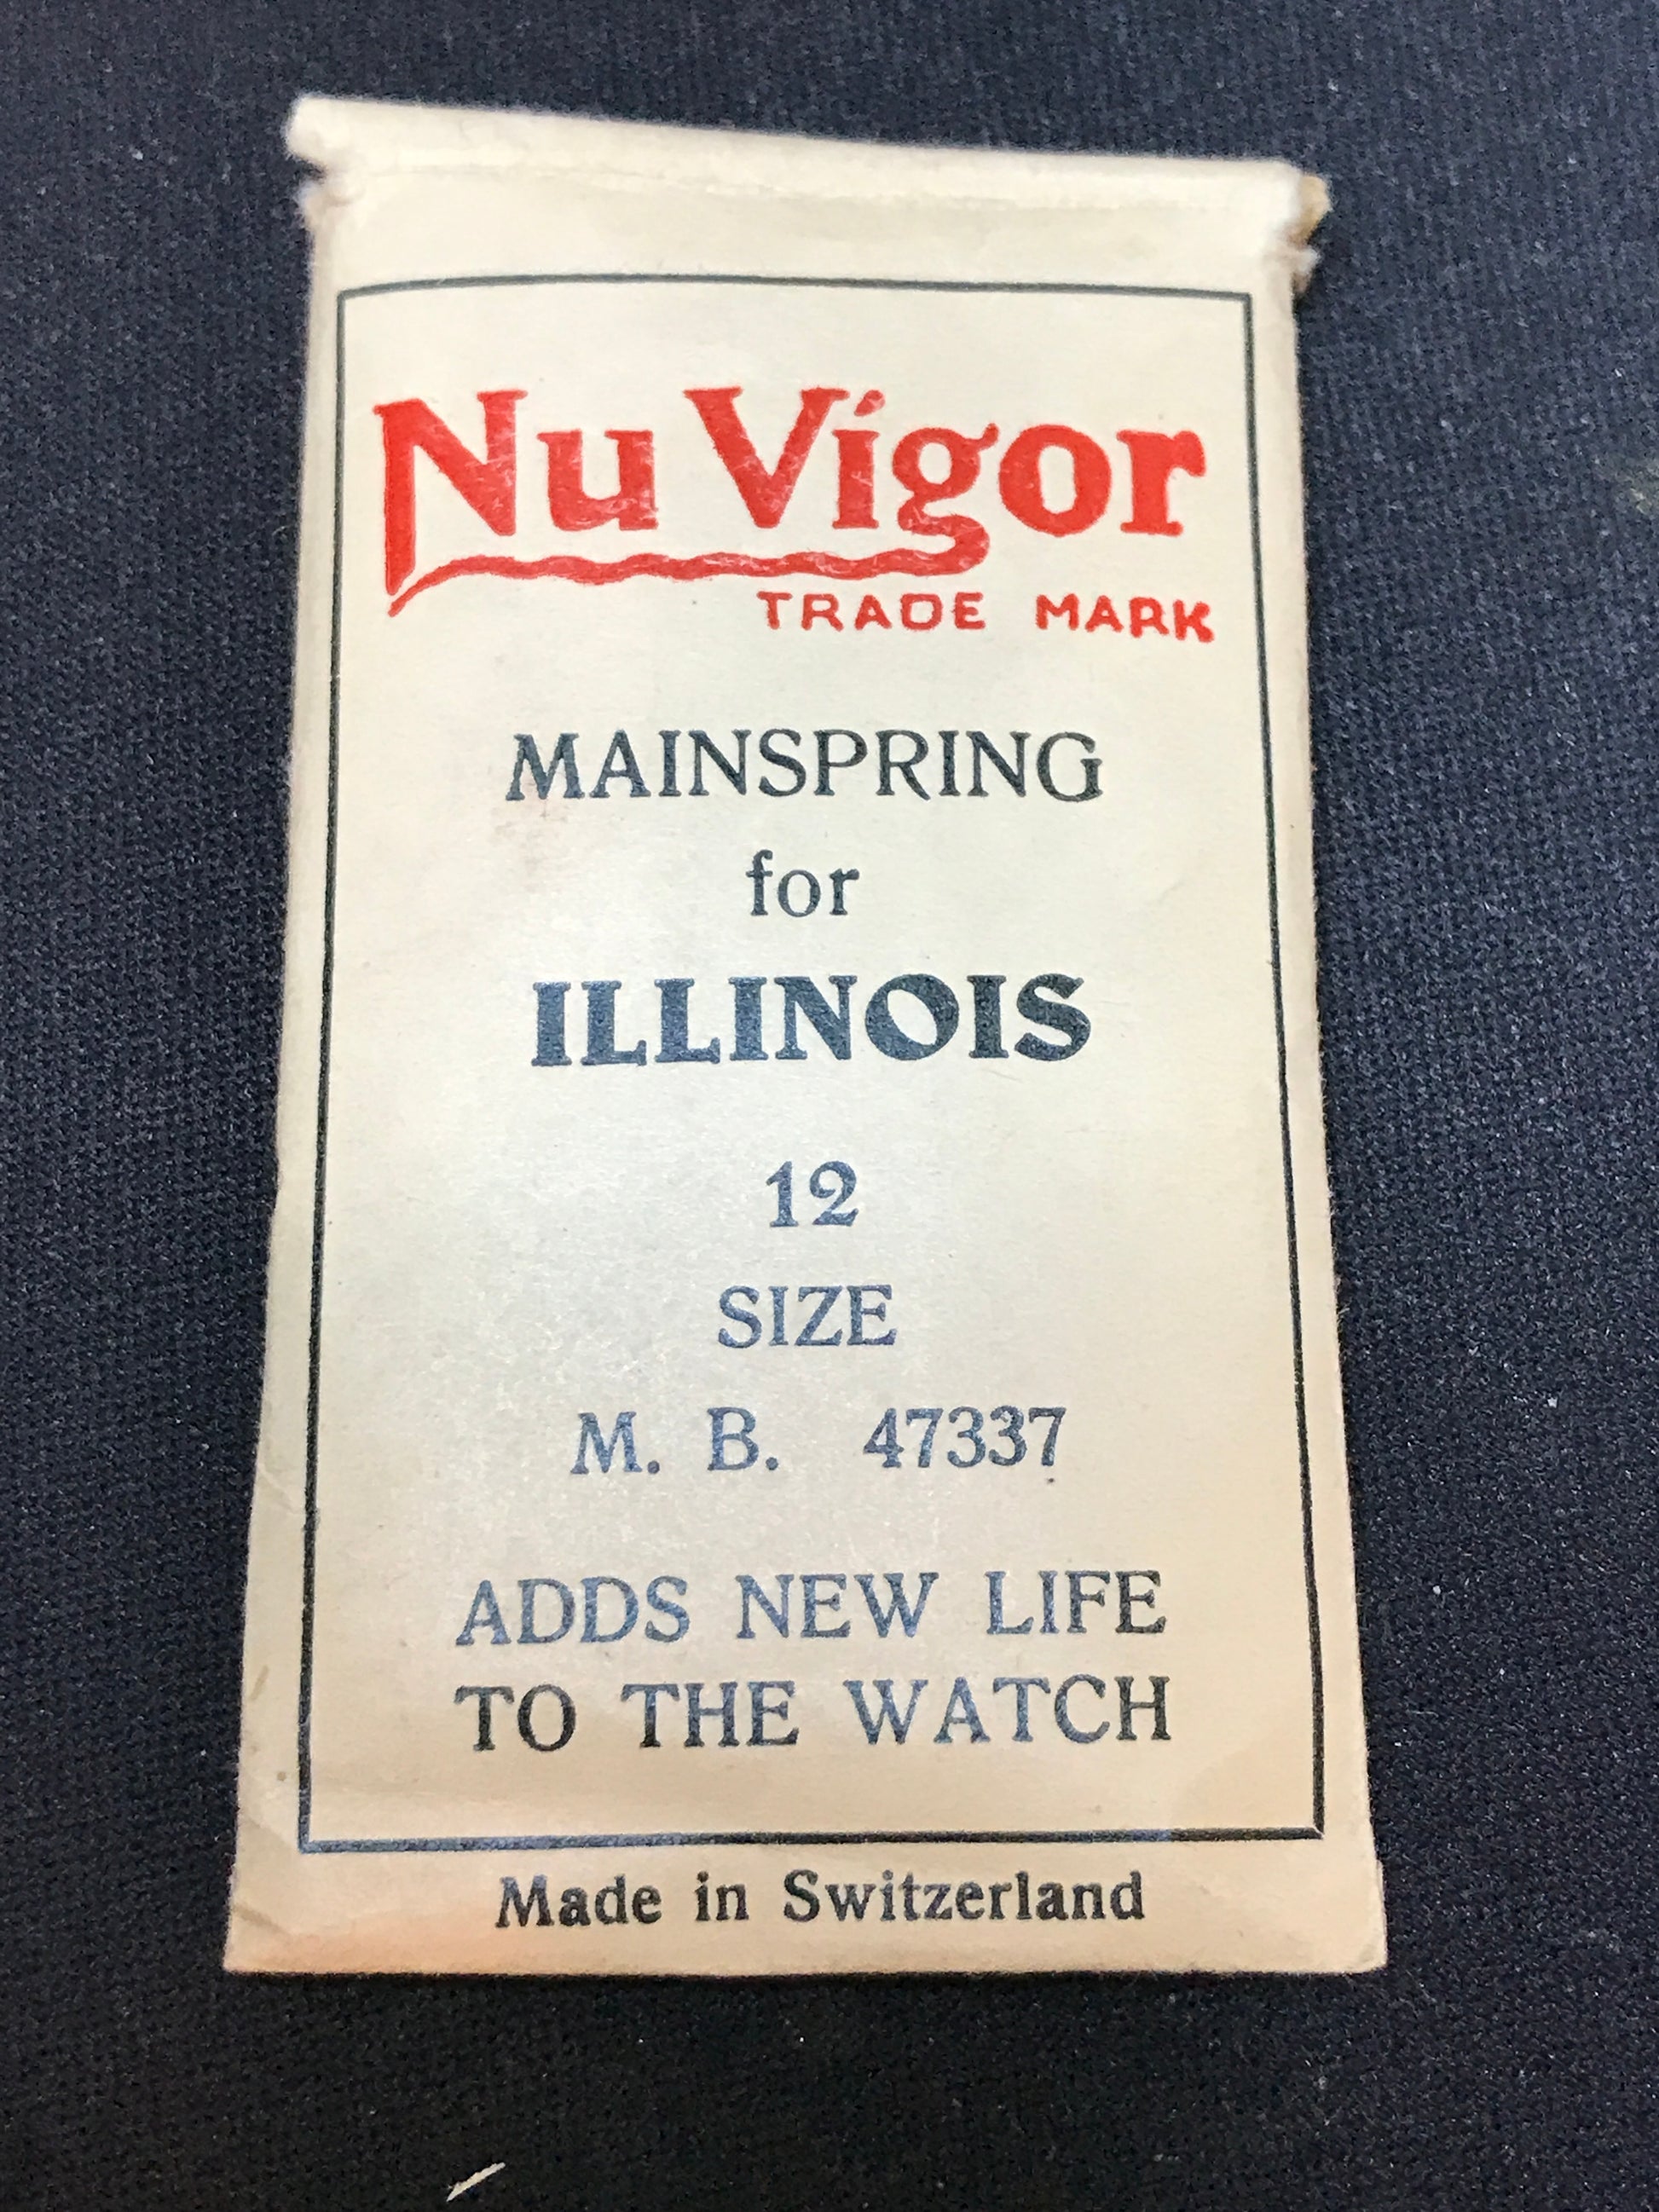 Nu Vigor
TRADE MARK
MAINSPRING
for
ILLINOIS
12
SIZE
M. B. 47337
ADDS NEW LIFE
TO THE WATCH
Made in Switzerland